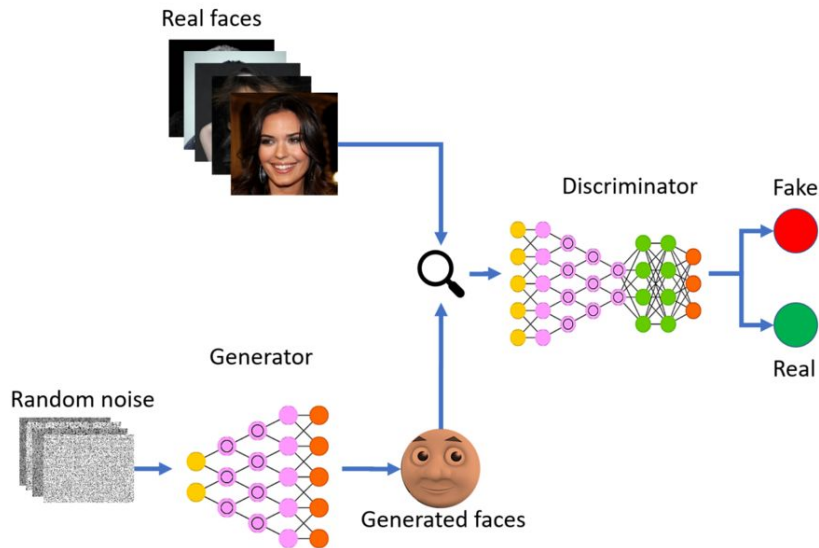 Real faces
Discriminator
Fake
Real
Generator
Random noise
Generated faces